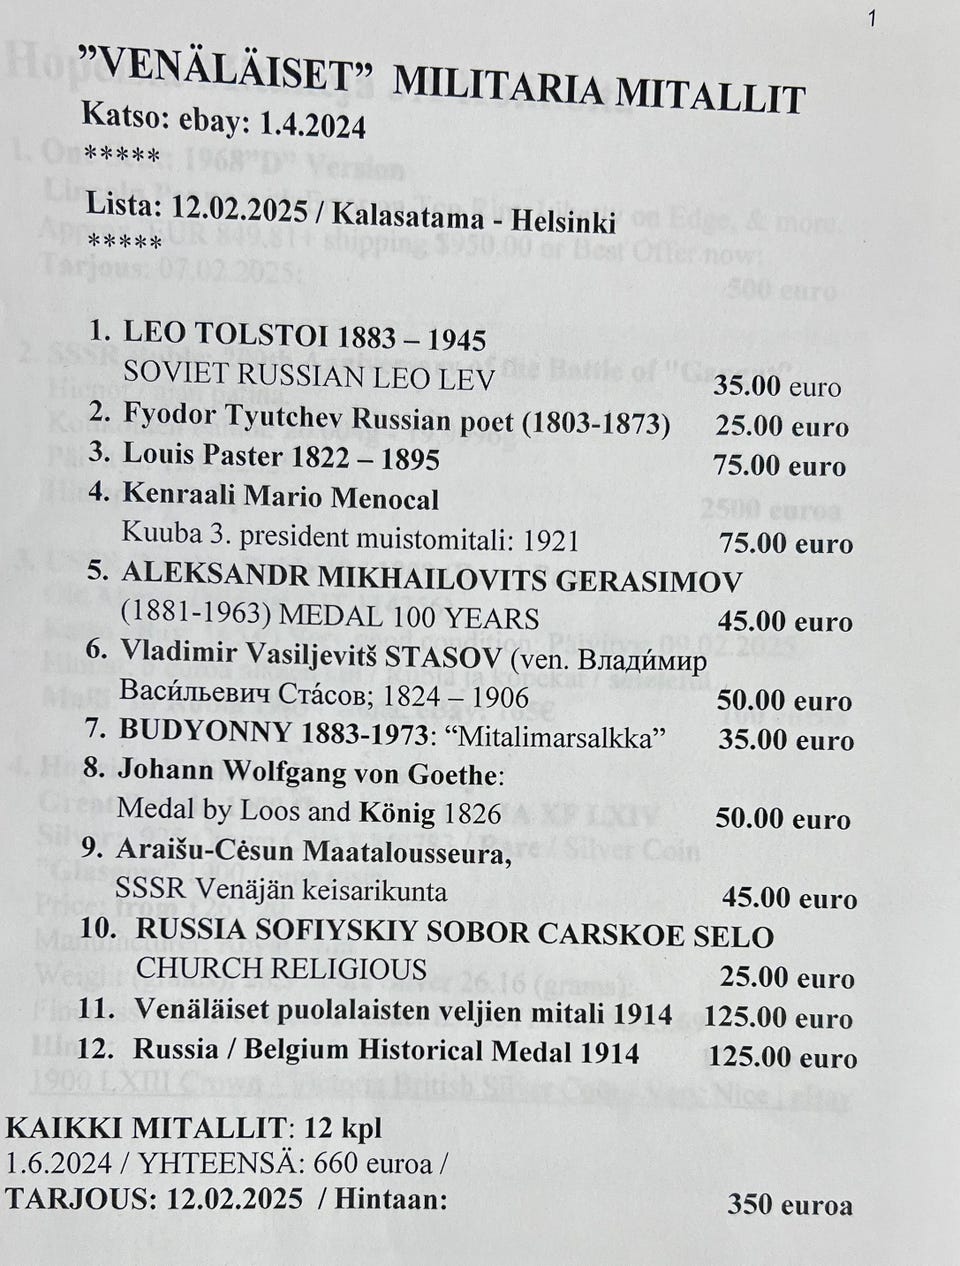 1
”VENÄLÄISET” MILITARIA MITALLIT
Katso: ebay: 1.4.2024
*****
Lista: 12.02.2025 / Kalasatama - Helsinki
*****
1. LEO TOLSTOI 1883 – 1945
SOVIET RUSSIAN LEO LEV 35.00 euro
2. Fyodor Tyutchev Russian poet (1803-1873) 25.00 euro
3. Louis Paster 1822 – 1895 75.00 euro
4. Kenraali Mario Menocal
Kuuba 3. president muistomitali: 1921 75.00 euro
5. ALEKSANDR MIKHAILOVITS GERASIMOV
(1881-1963) MEDAL 100 YEARS 45.00 euro
6. Vladimir Vasiljevitš STASOV (ven. Влади́мир
Васи́льевич Ста́сов; 1824 – 1906 50.00 euro
7. BUDYONNY 1883-1973: “Mitalimarsalkka” 35.00 euro
8. Johann Wolfgang von Goethe:
Medal by Loos and König 1826 50.00 euro
9. Araišu-Cėsun Maatalousseura,
SSSR Venäjän keisarikunta 45.00 euro
10. RUSSIA SOFIYSKIY SOBOR CARSKOE SELO
CHURCH RELIGIOUS 25.00 euro
11. Venäläiset puolalaisten veljien mitali 1914 125.00 euro
12. Russia / Belgium Historical Medal 1914 125.00 euro
KAIKKI MITALLIT: 12 kpl
1.6.2024 / YHTEENSÄ: 660 euroa /
TARJOUS: 12.02.2025 / Hintaan: 350 euroa